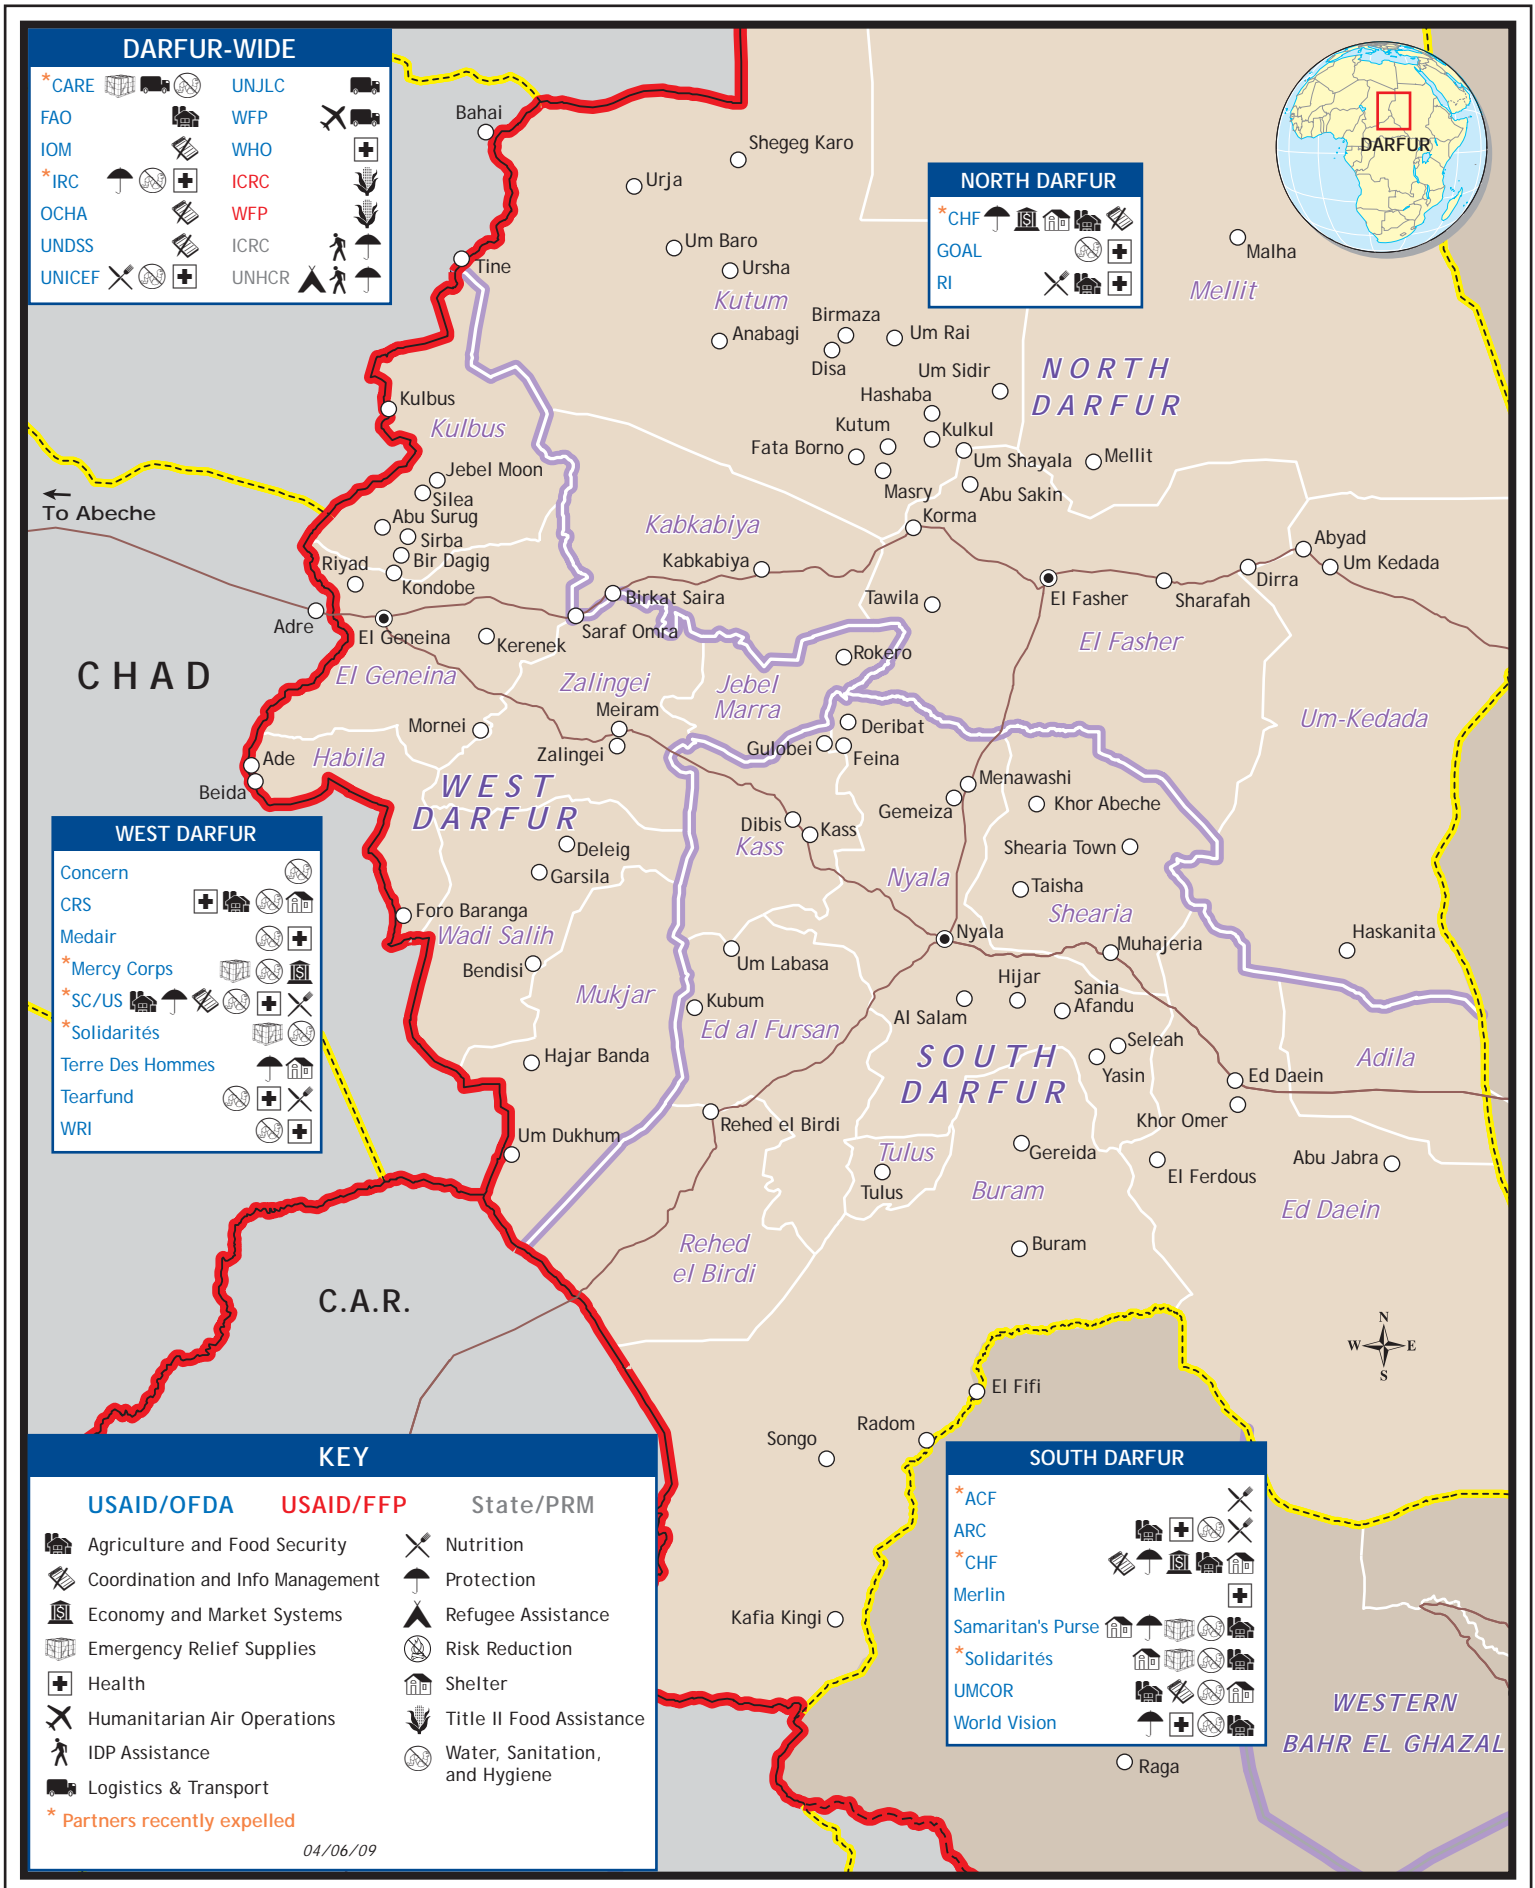 DARFUR-WIDE
*CARE
FAO
IOM
*IRC
OCHA
UNDSS
UNICEF
UNJLC
WFP
WHO
ICRC
WFP
ICRC
UNHCR
DARFUR
NORTH DARFUR
*CHF
GOAL
RI
Bahai
Shegeg Karo
Urja
Um Baro
Ursha
Tine
Kutum
Malha
Mellit
Birmaza
Anabagi
Um Rai
Disa
Um Sidir
NORTH
DARFUR
Kulbus
Kulbus
Hashaba
Kutum
Kulkul
Fata Borno
Um Shayala
Mellit
Jebel Moon
Silea
Masry
Abu Sakin
To Abeche
Abu Surug
Sirba
Kabkabiya
Korma
Abyad
Bir Dagig
Riyad
Kondobe
Kabkabiya
Um Kedada
Dirra
Birkat Saira
Tawila
El Fasher
Sharafah
Adre
El Geneina
Saraf Omra
Kerenek
El Fasher
Rokero
CHAD
El Geneina
Zalingei
Jebel
Marra
Meiram
Mornei
Deribat
Um-Kedada
Zalingei
Gulobei
Feina
Ade
Habila
Beida
WEST
DARFUR
Menawashi
Gemeiza
Khor Abeche
Dibis
Kass
Kass
Shearia Town
Deleig
Garsila
Nyala
Taisha
Shearia
WEST DARFUR
Concern
CRS
Medair
*Mercy Corps
*SC/US
*Solidarités
Terre Des Hommes
Tearfund
WRI
Foro Baranga
Wadi Salih
Nyala
Muhajeria
Haskanita
Bendisi
Um Labasa
Hijar
Mukjar
Kubum
Sania
Afandu
Al Salam
Ed al Fursan
Seleah
Hajar Banda
SOUTH
DARFUR
Yasin
Adila
Ed Daein
Rehed el Birdi
Khor Omer
Um Dukhum
Tulus
Gereida
Abu Jabra
El Ferdous
Tulus
Buram
Ed Daein
Rehed
el Birdi
Buram
C.A.R.
N
W
E
S
El Fifi
Radom
Songo
Kafia Kingi
KEY
USAID/OFDA
USAID/FFP
State/PRM
Agriculture and Food Security
Coordination and Info Management
Economy and Market Systems
Emergency Relief Supplies
Health
Humanitarian Air Operations
IDP Assistance
Logistics & Transport
Nutrition
Protection
Refugee Assistance
Risk Reduction
Shelter
Title II Food Assistance
Water, Sanitation,
and Hygiene
* Partners recently expelled
04/06/09
SOUTH DARFUR
*ACF
ARC
*CHF
Merlin
Samaritan's Purse
*Solidarités
UMCOR
World Vision
WESTERN
BAHR EL GHAZAL
Raga